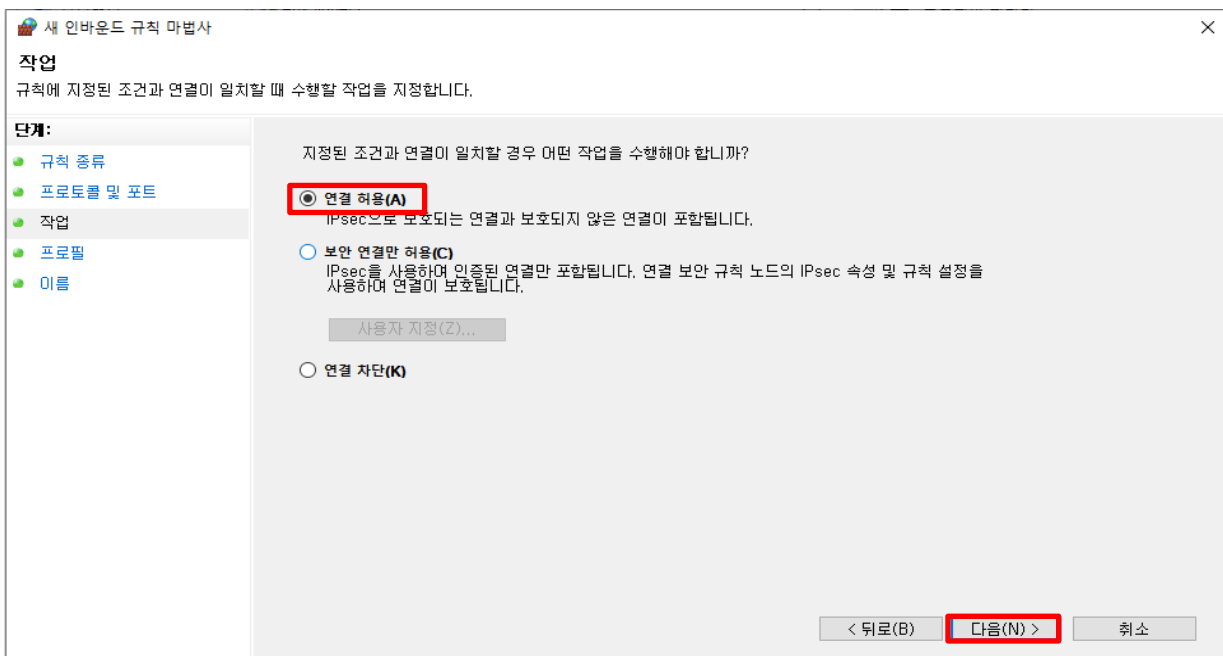 새 인바운드 규칙 마법사
작업
규칙에 지정된 조건과 연결이 일치할 때 수행할 작업을 지정합니다.
단계:
규칙 종류
프로토콜 및 포트
작업
프로필
이름
지정된 조건과 연결이 일치할 경우 어떤 작업을 수행해야 합니까?
연결 허용(A)
IPsec으로 보호되는 연결과 보호되지 않은 연결이 포함됩니다.
보안 연결만 허용(C)
IPsec을 사용하여 인증된 연결만 포함됩니다. 연결 보안 규칙 노드의 IPsec 속성 및 규칙 설정을
사용하여 연결이 보호됩니다.
사용자 지정(Z)...
연결 차단(K)
< 뒤로(B)
다음(N) >
취소